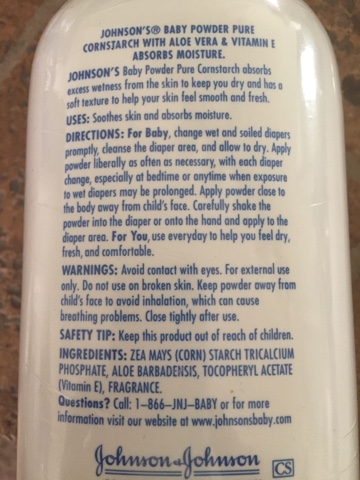 JOHNSON'S® BABY POWDER PURE
CORNSTARCH WITH ALOE VERA & VITAMIN E
ABSORBS MOISTURE.
JOHNSON'S Baby Powder Pure Cornstarch absorbs
excess wetness from the skin to keep you dry and has a
soft texture to help your skin feel smooth and fresh.
USES: Soothes skin and absorbs moisture.
DIRECTIONS: For Baby, change wet and soiled diapers
promptly, cleanse the diaper area, and allow to dry. Apply
powder liberally as often as necessary, with each diaper
change, especially at bedtime or anytime when exposure
to wet diapers may be prolonged. Apply powder close to
the body away from child's face. Carefully shake the
powder into the diaper or onto the hand and apply to the
diaper area. For You, use everyday to help you feel dry,
fresh, and comfortable.
WARNINGS: Avoid contact with eyes. For external use
only. Do not use on broken skin. Keep powder away from
child's face to avoid inhalation, which can cause
breathing problems. Close tightly after use.
SAFETY TIP: Keep this product out of reach of children.
INGREDIENTS: ZEA MAYS (CORN) STARCH TRICALCIUM
PHOSPHATE, ALOE BARBADENSIS, TOCOPHERYL ACETATE
(Vitamin E), FRAGRANCE.
Questions? Call: 1-866-JNJ-BABY or for more
information visit our website at www.johnsonsbaby.com
Johnson & Johnson CS